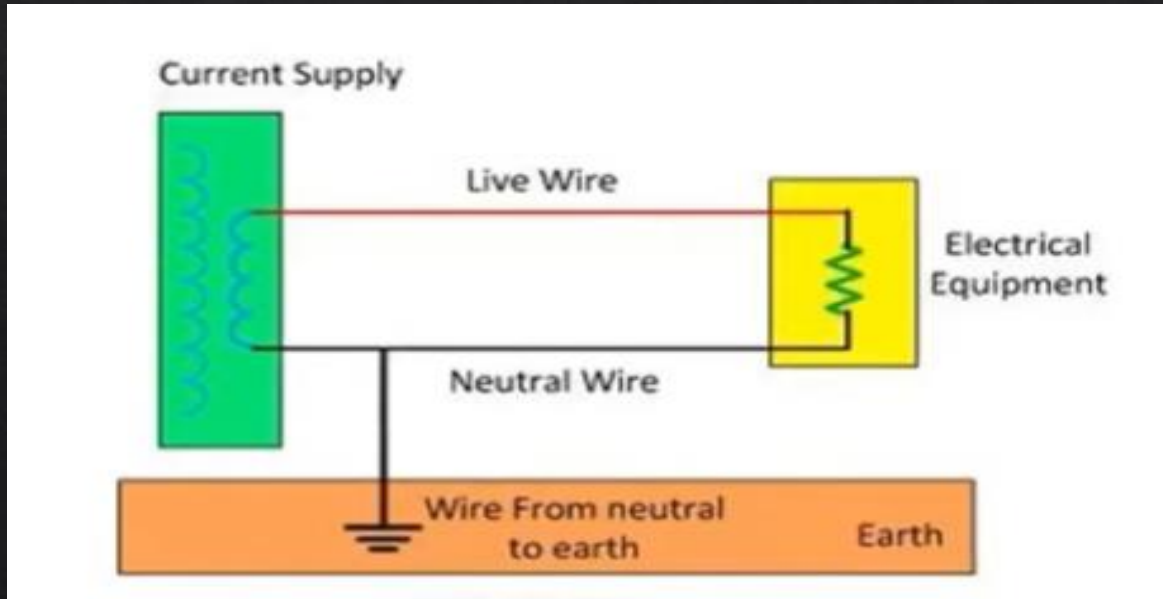 Current Supply
Live Wire
Electrical
Equipment
Neutral Wire
Wire From neutral
to earth
Earth